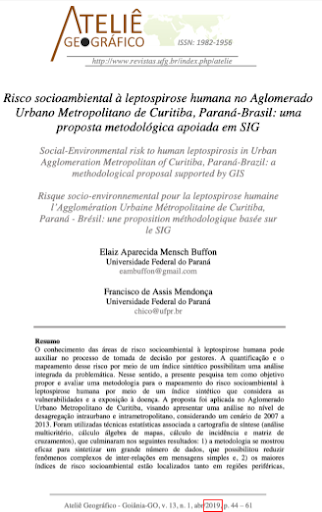 ATELIÊ
GEOGRÁFICO
ISSN: 1982-1956
http://www.revistas.ufg.br/index.php/atelie
Risco socioambiental à leptospirose humana no Aglomerado
Urbano Metropolitano de Curitiba, Paraná-Brasil: uma
proposta metodológica apoiada em SIG
Social-Environmental risk to human leptospirosis in Urban
Agglomeration Metropolitan of Curitiba, Paraná-Brazil: a
methodological proposal supported by GIS
Risque socio-environnemental pour la leptospirose humaine
l'Agglomération Urbaine Métropolitaine de Curitiba,
Paraná - Brésil: une proposition méthodologique basée sur
le SIG
Elaiz Aparecida Mensch Buffon
Universidade Federal do Paraná
eambuffon@gmail.com
Francisco de Assis Mendonça
Universidade Federal do Paraná
chico@ufpr.br
Resumo
O conhecimento das áreas de risco socioambiental à leptospirose humana pode
auxiliar no processo de tomada de decisão por gestores. A quantificação e o
mapeamento desse risco por meio de um índice sintético possibilitam uma análise
integrada da problemática. Nesse sentido, a presente pesquisa tem como objetivo
propor e avaliar uma metodologia para o mapeamento do risco socioambiental à
leptospirose humana por meio de um índice sintético que considera as
vulnerabilidades e a exposição à doença. A proposta foi aplicada no Aglomerado
Urbano Metropolitano de Curitiba, visando apresentar uma análise no nível de
desagregação intraurbano e intrametropolitano, considerando um cenário de 2007 a
2013. Foram utilizadas técnicas estatísticas associada a cartografia de síntese (análise
multicritério, cálculo álgebra de mapas, cálculo de incidência e matriz de
cruzamentos), que culminaram nos seguintes resultados: 1) a metodologia se mostrou
eficaz para sintetizar um grande número de dados, que possibilitou reduzir
fenômenos complexos de inter-relações em mensagens simples e, 2) os maiores
índices de risco socioambiental estão localizados tanto em regiões periféricas,
Ateliê Geográfico - Goiânia-GO, v. 13, n. 1, abr/2019, p. 44 – 61